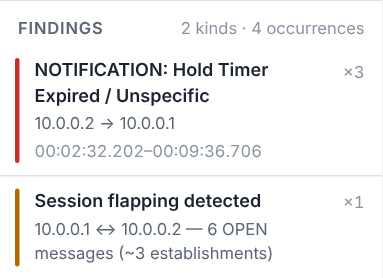 FINDINGS 2 kinds · 4 occurrences
NOTIFICATION: Hold Timer ×3
Expired / Unspecific
10.0.0.2 → 10.0.0.1
00:02:32.202–00:09:36.706
Session flapping detected ×1
10.0.0.1 ↔ 10.0.0.2 — 6 OPEN
messages (~3 establishments)